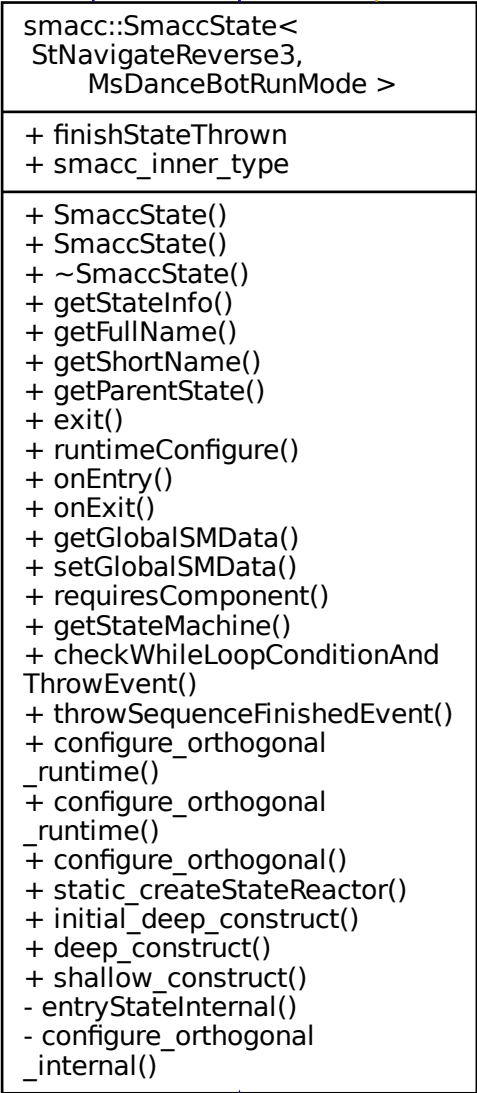 smacc::SmaccState<
StNavigateReverse3,
MsDanceBotRunMode >
+ finishStateThrown
+ smacc_inner_type
+ SmaccState()
+ SmaccState()
+ ~SmaccState()
+ getStateInfo()
+ getFullName()
+ getShortName()
+ getParentState()
+ exit()
+ runtimeConfigure()
+ onEntry()
+ onExit()
+ getGlobalSMData()
+ setGlobalSMData()
+ requiresComponent()
+ getStateMachine()
+ checkWhileLoopConditionAnd
ThrowEvent()
+ throwSequenceFinishedEvent()
+ configure_orthogonal
_runtime()
+ configure_orthogonal
_runtime()
+ configure_orthogonal()
+ static_createStateReactor()
+ initial_deep_construct()
+ deep_construct()
+ shallow_construct()
- entryStateInternal()
- configure_orthogonal
_internal()